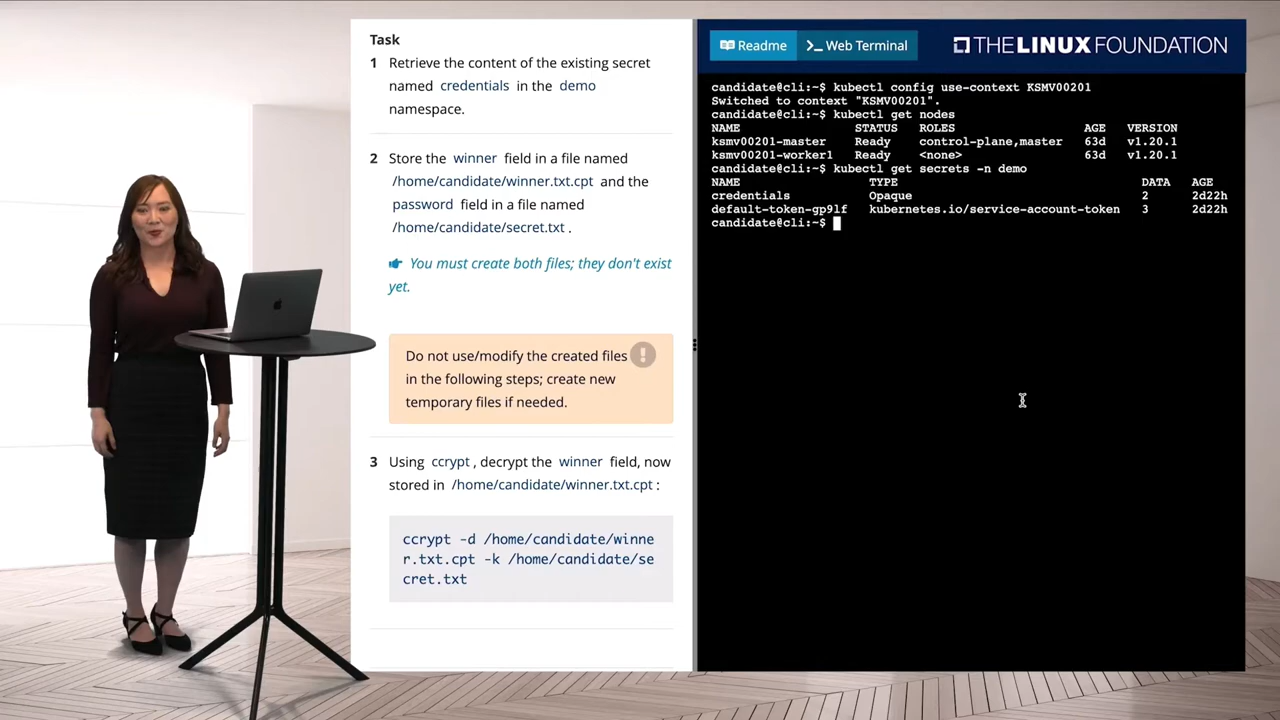 Task
1 Retrieve the content of the existing secret
named credentials in the demo
namespace.
2 Store the winner field in a file named
/home/candidate/winner.txt.cpt and the
password field in a file named
/home/candidate/secret.txt .
You must create both files; they don't exist
yet.
Do not use/modify the created files
in the following steps; create new
temporary files if needed.
!
3 Using ccrypt , decrypt the winner field, now
stored in /home/candidate/winner.txt.cpt :
ccrypt -d /home/candidate/winne
r.txt.cpt -k /home/candidate/se
cret.txt
Readme
>_ Web Terminal
THE LINUX FOUNDATION
candidate@cli:~$ kubectl config use-context KSMV00201
Switched to context "KSMV00201".
candidate@cli:~$ kubectl get nodes
NAME STATUS ROLES AGE VERSION
ksmv00201-master Ready control-plane,master 63d v1.20.1
ksmv00201-worker1 Ready <none> 63d v1.20.1
candidate@cli:~$ kubectl get secrets -n demo
NAME TYPE DATA AGE
credentials Opaque 2 2d22h
default-token-gp9lf kubernetes.io/service-account-token 3 2d22h
candidate@cli:~$